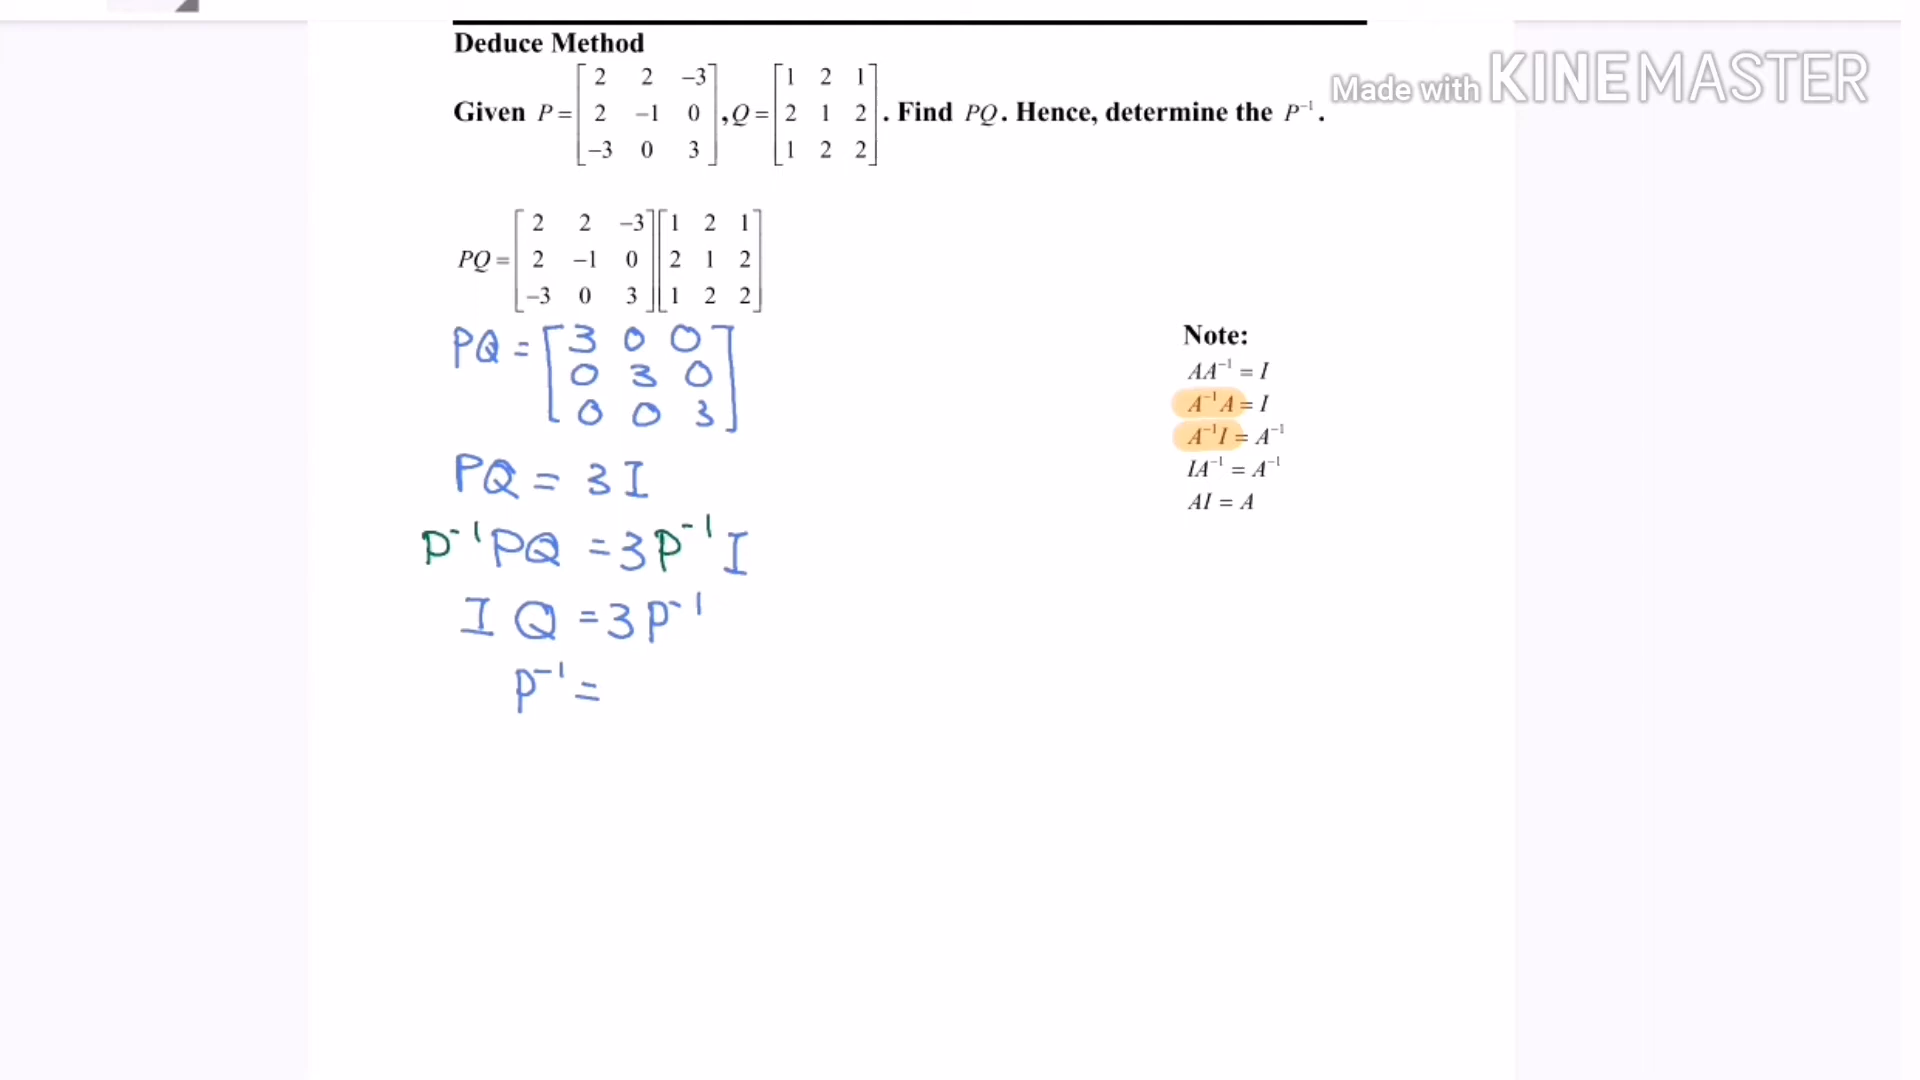 Deduce Method
Made with KINEMASTER
Given P = [2 2 −3; 2 −1 0; −3 0 3], Q = [1 2 1; 2 1 2; 1 2 2]. Find PQ. Hence, determine the P⁻¹.
PQ = [2 2 −3; 2 −1 0; −3 0 3][1 2 1; 2 1 2; 1 2 2]
PQ = [3 0 0; 0 3 0; 0 0 3]
PQ = 3I
P⁻¹PQ = 3P⁻¹I
IQ = 3P⁻¹
P⁻¹ =
Note:
AA⁻¹ = I
A⁻¹A = I
A⁻¹I = A⁻¹
IA⁻¹ = A⁻¹
AI = A